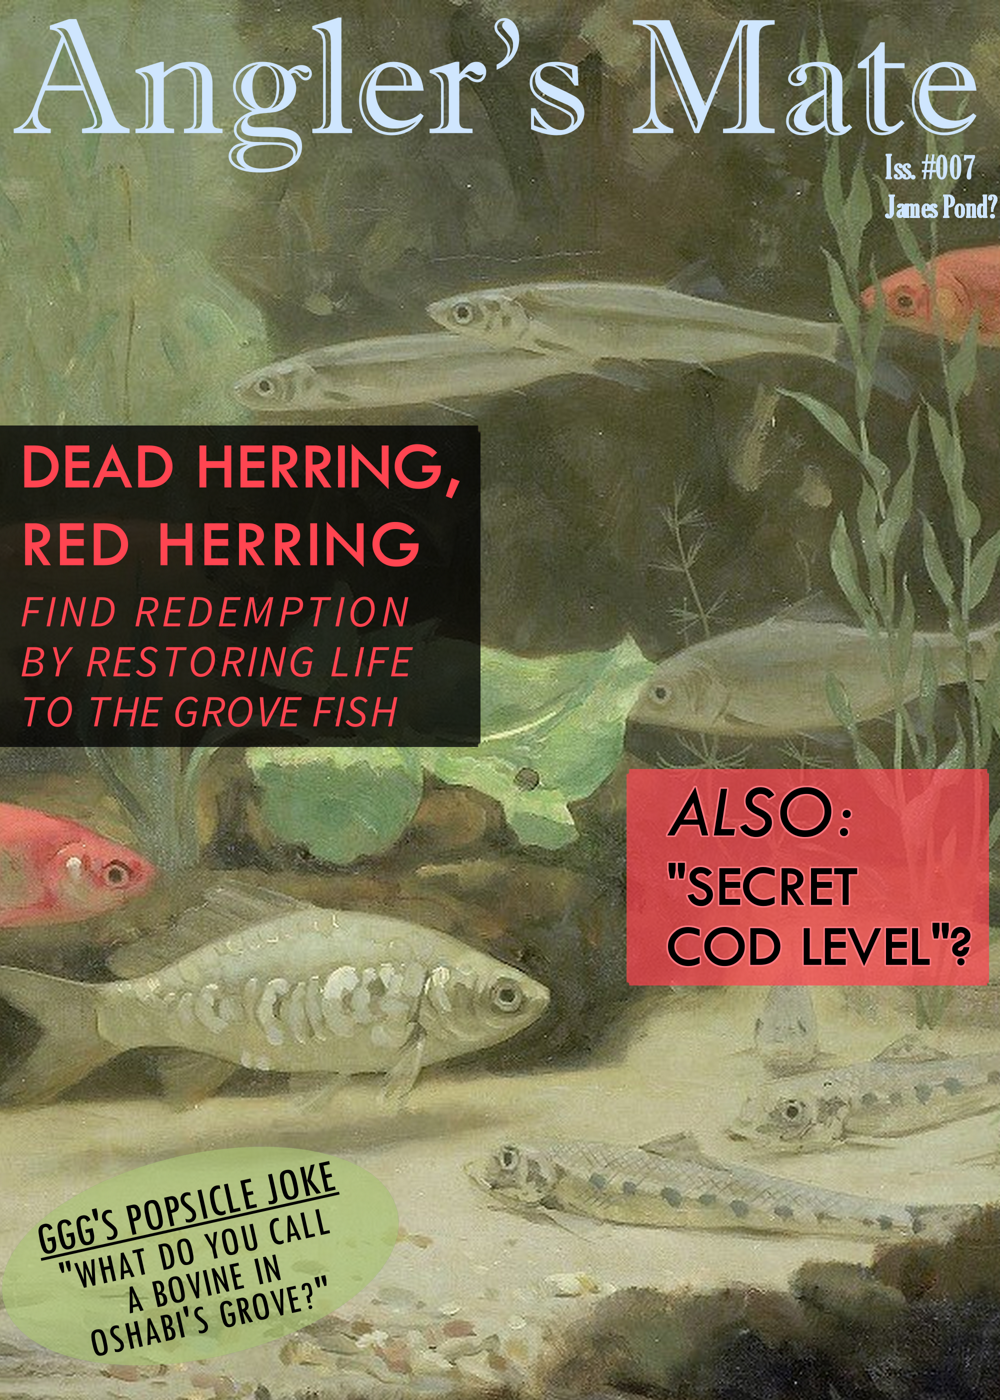 Angler's Mate
Iss. #007
James Pond?
DEAD HERRING,
RED HERRING
FIND REDEMPTION
BY RESTORING LIFE
TO THE GROVE FISH
ALSO:
"SECRET
COD LEVEL"?
GGG'S POPSICLE JOKE
"WHAT DO YOU CALL
A BOVINE IN
OSHABI'S GROVE?"